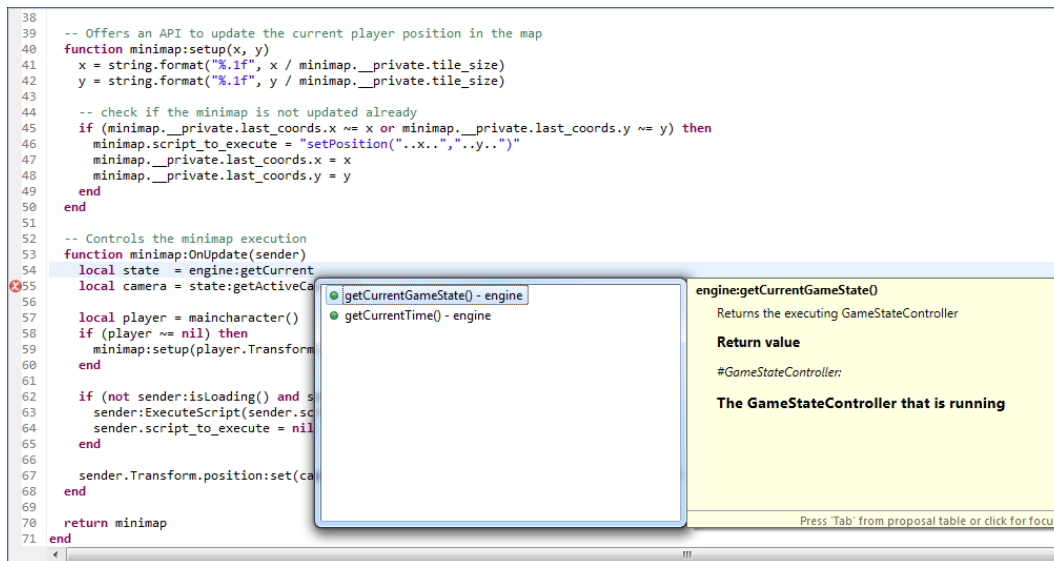 38
39 -- Offers an API to update the current player position in the map
40 function minimap:setup(x, y)
41 x = string.format("%.1f", x / minimap.__private.tile_size)
42 y = string.format("%.1f", y / minimap.__private.tile_size)
43
44 -- check if the minimap is not updated already
45 if (minimap.__private.last_coords.x ~= x or minimap.__private.last_coords.y ~= y) then
46 minimap.script_to_execute = "setPosition("..x..","..y..")"
47 minimap.__private.last_coords.x = x
48 minimap.__private.last_coords.y = y
49 end
50 end
51
52 -- Controls the minimap execution
53 function minimap:OnUpdate(sender)
54 local state = engine:getCurrent
55 local camera = state:getActiveCa
56
57 local player = maincharacter()
58 if (player ~= nil) then
59 minimap:setup(player.Transform
60 end
61
62 if (not sender:isLoading() and s
63 sender:ExecuteScript(sender.sc
64 sender.script_to_execute = nil
65 end
66
67 sender.Transform.position:set(ca
68 end
69
70 return minimap
71 end
getCurrentGameState() - engine
getCurrentTime() - engine
engine:getCurrentGameState()
Returns the executing GameStateController
Return value
#GameStateController:
The GameStateController that is running
Press 'Tab' from proposal table or click for focu